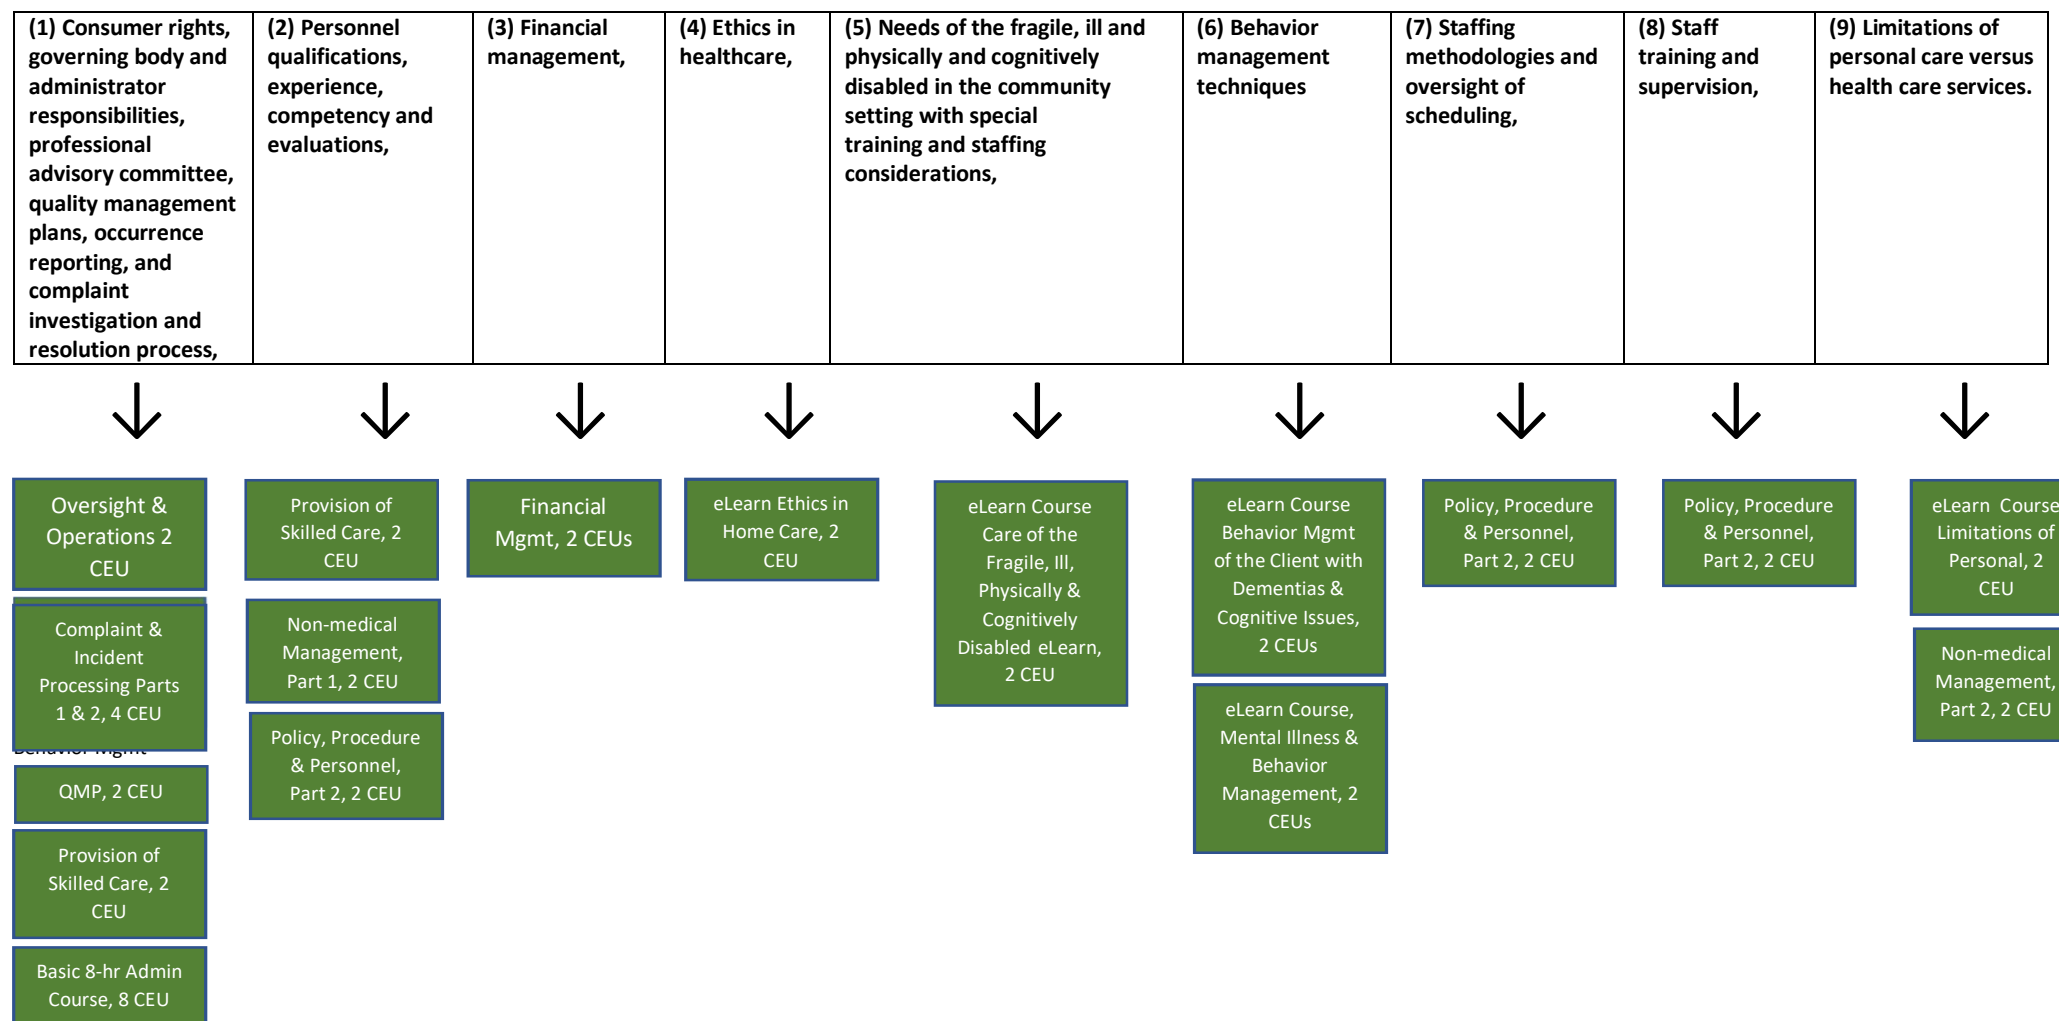 (1) Consumer rights,
governing body and
administrator
responsibilities,
professional
advisory committee,
quality management
plans, occurrence
reporting, and
complaint
investigation and
resolution process,
(2) Personnel
qualifications,
experience,
competency and
evaluations,
(3) Financial
management,
(4) Ethics in
healthcare,
(5) Needs of the fragile, ill and
physically and cognitively
disabled in the community
setting with special
training and staffing
considerations,
(6) Behavior
management
techniques
(7) Staffing
methodologies and
oversight of
scheduling,
(8) Staff
training and
supervision,
(9) Limitations of
personal care versus
health care services.
Oversight &
Operations 2
CEU
Complaint &
Incident
Processing Parts
1 & 2, 4 CEU
QMP, 2 CEU
Provision of
Skilled Care, 2
CEU
Basic 8-hr Admin
Course, 8 CEU
Provision of
Skilled Care, 2
CEU
Non-medical
Management,
Part 1, 2 CEU
Policy, Procedure
& Personnel,
Part 2, 2 CEU
Financial
Mgmt, 2 CEUs
eLearn Ethics in
Home Care, 2
CEU
eLearn Course
Care of the
Fragile, Ill,
Physically &
Cognitively
Disabled eLearn,
2 CEU
eLearn Course
Behavior Mgmt
of the Client with
Dementias &
Cognitive Issues,
2 CEUs
eLearn Course,
Mental Illness &
Behavior
Management, 2
CEUs
Policy, Procedure
& Personnel,
Part 2, 2 CEU
Policy, Procedure
& Personnel,
Part 2, 2 CEU
eLearn Course
Limitations of
Personal, 2
CEU
Non-medical
Management,
Part 2, 2 CEU